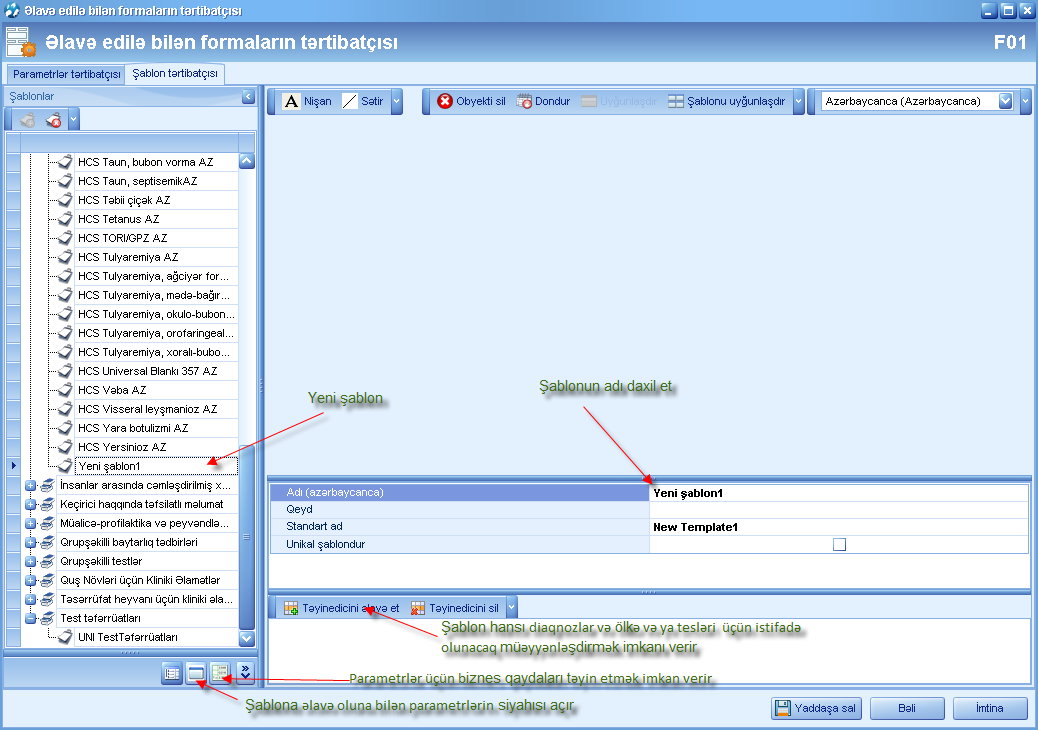 Əlavə edilə bilən formaların tərtibatçısı
Əlavə edilə bilən formaların tərtibatçısı
F01
Parametrlər tərtibatçısı
Şablon tərtibatçısı
Şablonlar
Nişan
Sətir
Obyekti sil
Dondur
Uyğunlaşdır
Şablonu uyğunlaşdır
Azərbaycanca (Azərbaycanca)
HCS Taun, bubon vorma AZ
HCS Taun, septisemikAZ
HCS Təbii çiçək AZ
HCS Tetanus AZ
HCS TORI/GPZ AZ
HCS Tulyaremiya AZ
HCS Tulyaremiya, ağciyər for...
HCS Tulyaremiya, mədə-bağır...
HCS Tulyaremiya, okulo-bubon...
HCS Tulyaremiya, orofaringeal...
HCS Tulyaremiya, xoralı-bubo...
HCS Universal Blankı 357 AZ
HCS Vəba AZ
HCS Visseral leyşmanioz AZ
HCS Yara botulizmi AZ
HCS Yersinioz AZ
Yeni şablon1
İnsanlar arasında cəmləşdirilmiş x...
Keçirici haqqında təfsilatlı məlumat
Müalicə-profilaktika və peyvəndlə...
Qrupşəkilli baytarlıq tədbirləri
Qrupşəkilli testlər
Quş Növləri üçün Kliniki Əlamətlər
Təsərrüfat heyvanı üçün kliniki əla...
Test təfərrüatları
UNI TestTəfərrüatları
Yeni şablon
Şablonun adı daxil et
Adı (azərbaycanca)
Yeni şablon1
Qeyd
Standart ad
New Template1
Unikal şablondur
Təyinedicini əlavə et
Təyinedicini sil
Şablon hansı diaqnozlar və ölkə və ya tesləri üçün istifadə
olunacaq müəyyənləşdirmək imkanı verir.
Parametrlər üçün biznes qaydaları təyin etmək imkan verir.
Şablona əlavə oluna bilən parametrlərin siyahısı açır.
Yaddaşa sal
Bəli
İmtina